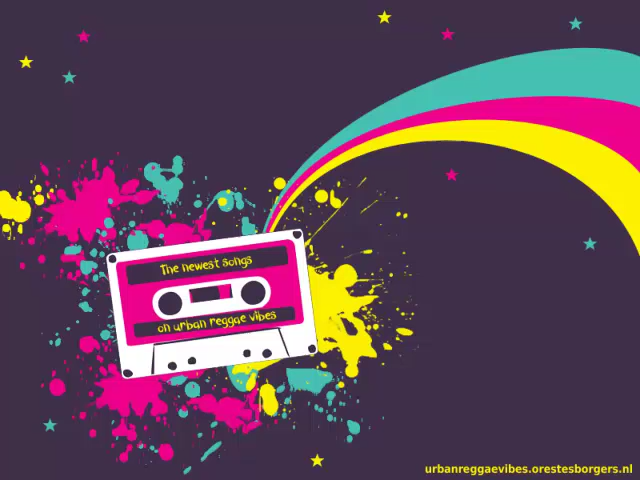 The newest songs
on urban reggae vibes
urbanreggaevibes.orestesborgers.nl